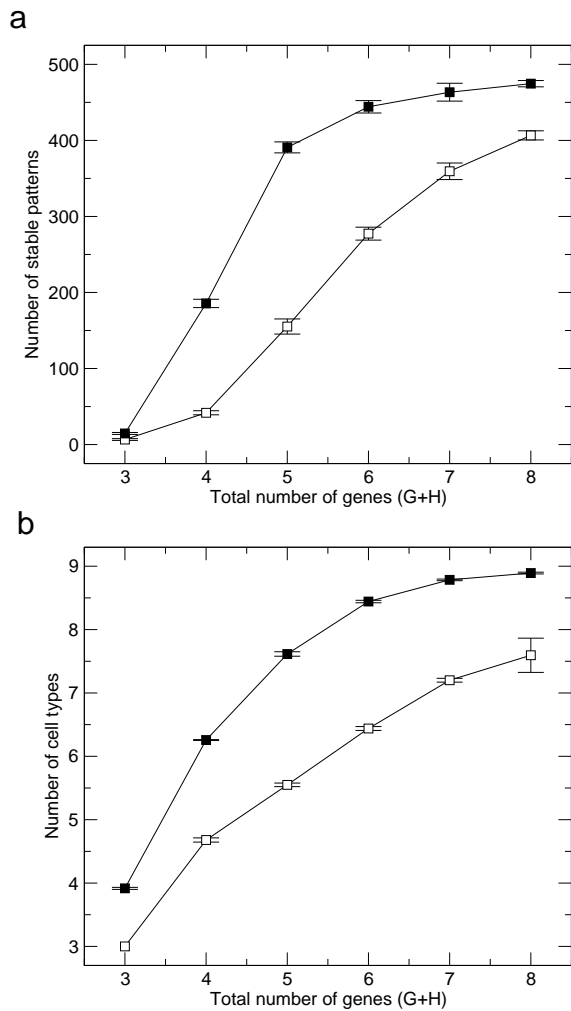 a
500
400
300
200
100
0
Number of stable patterns
3 4 5 6 7 8
Total number of genes (G+H)
b
9
8
7
6
5
4
3
Number of cell types
3 4 5 6 7 8
Total number of genes (G+H)